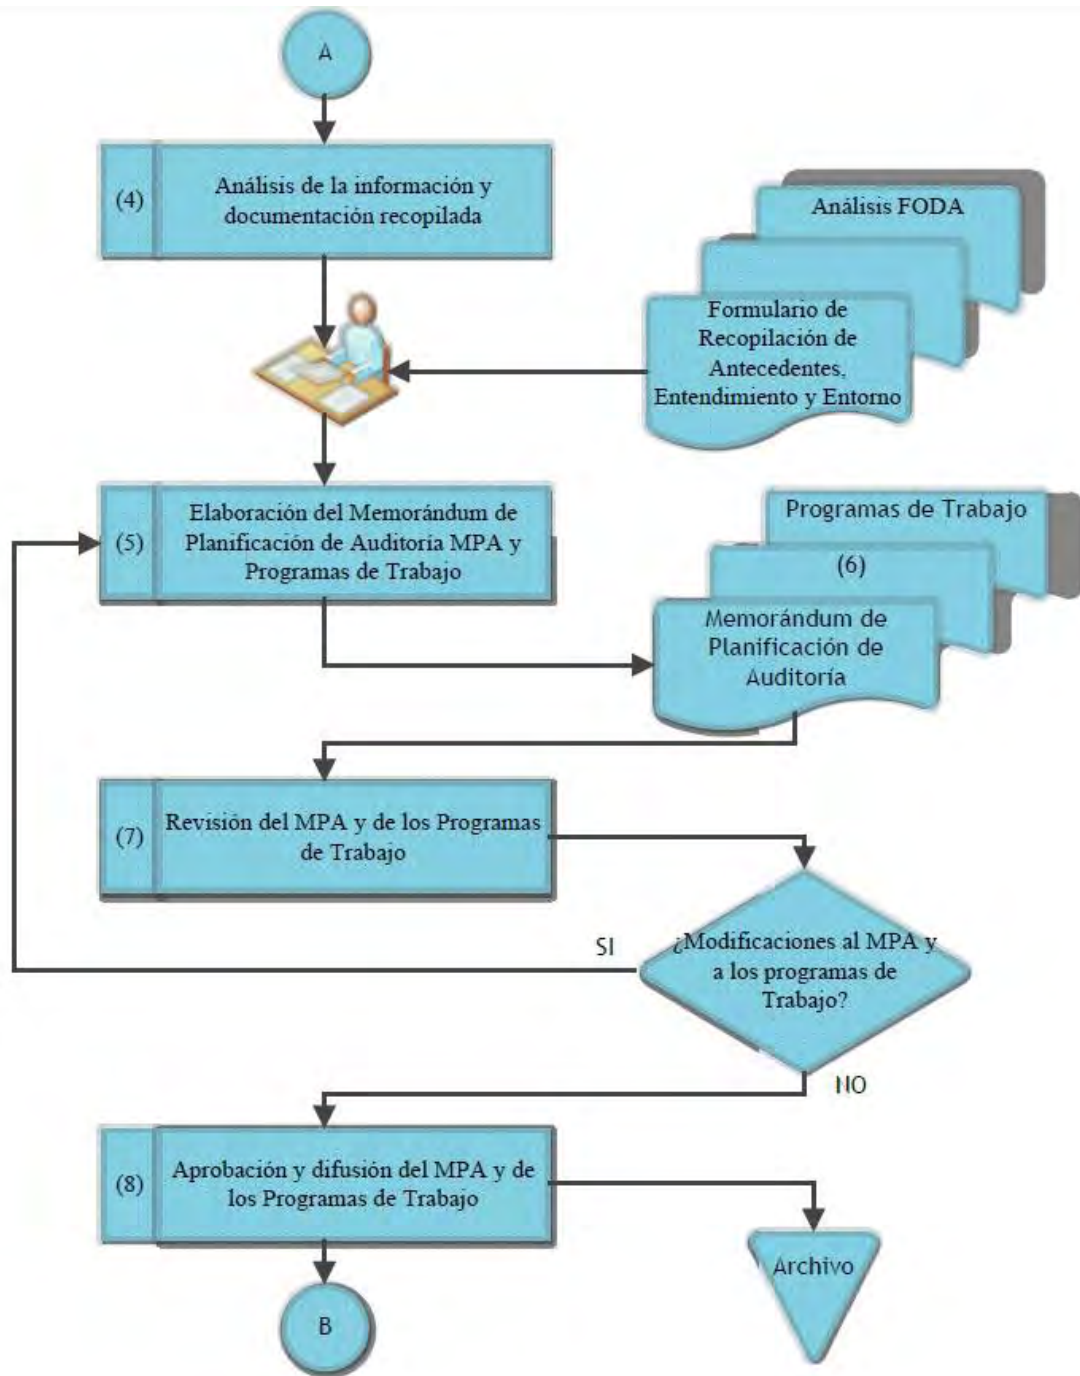 A
(4)
Análisis de la información y
documentación recopilada
Análisis FODA
Formulario de
Recopilación de
Antecedentes,
Entendimiento y Entorno
(5)
Elaboración del Memorándum de
Planificación de Auditoría MPA y
Programas de Trabajo
Programas de Trabajo
(6)
Memorándum de
Planificación de
Auditoría
(7)
Revisión del MPA y de los Programas
de Trabajo
¿Modificaciones al MPA y
a los programas de
Trabajo?
SI
NO
(8)
Aprobación y difusión del MPA y de
los Programas de Trabajo
Archivo
B